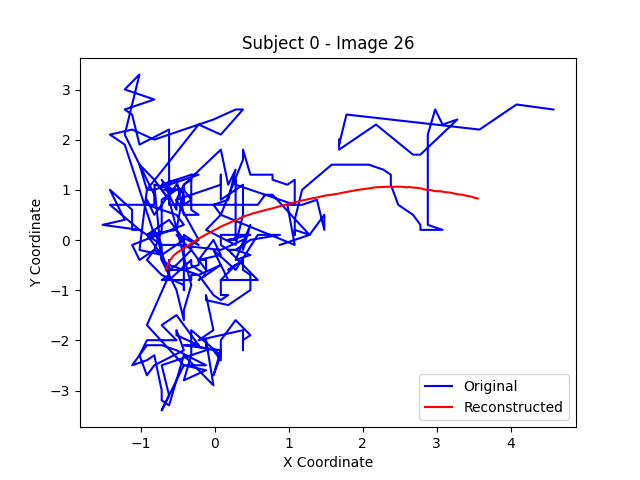 Subject 0 - Image 26
3
2
1
0
−1
−2
−3
Y Coordinate
−1
0
1
2
3
4
X Coordinate
Original
Reconstructed